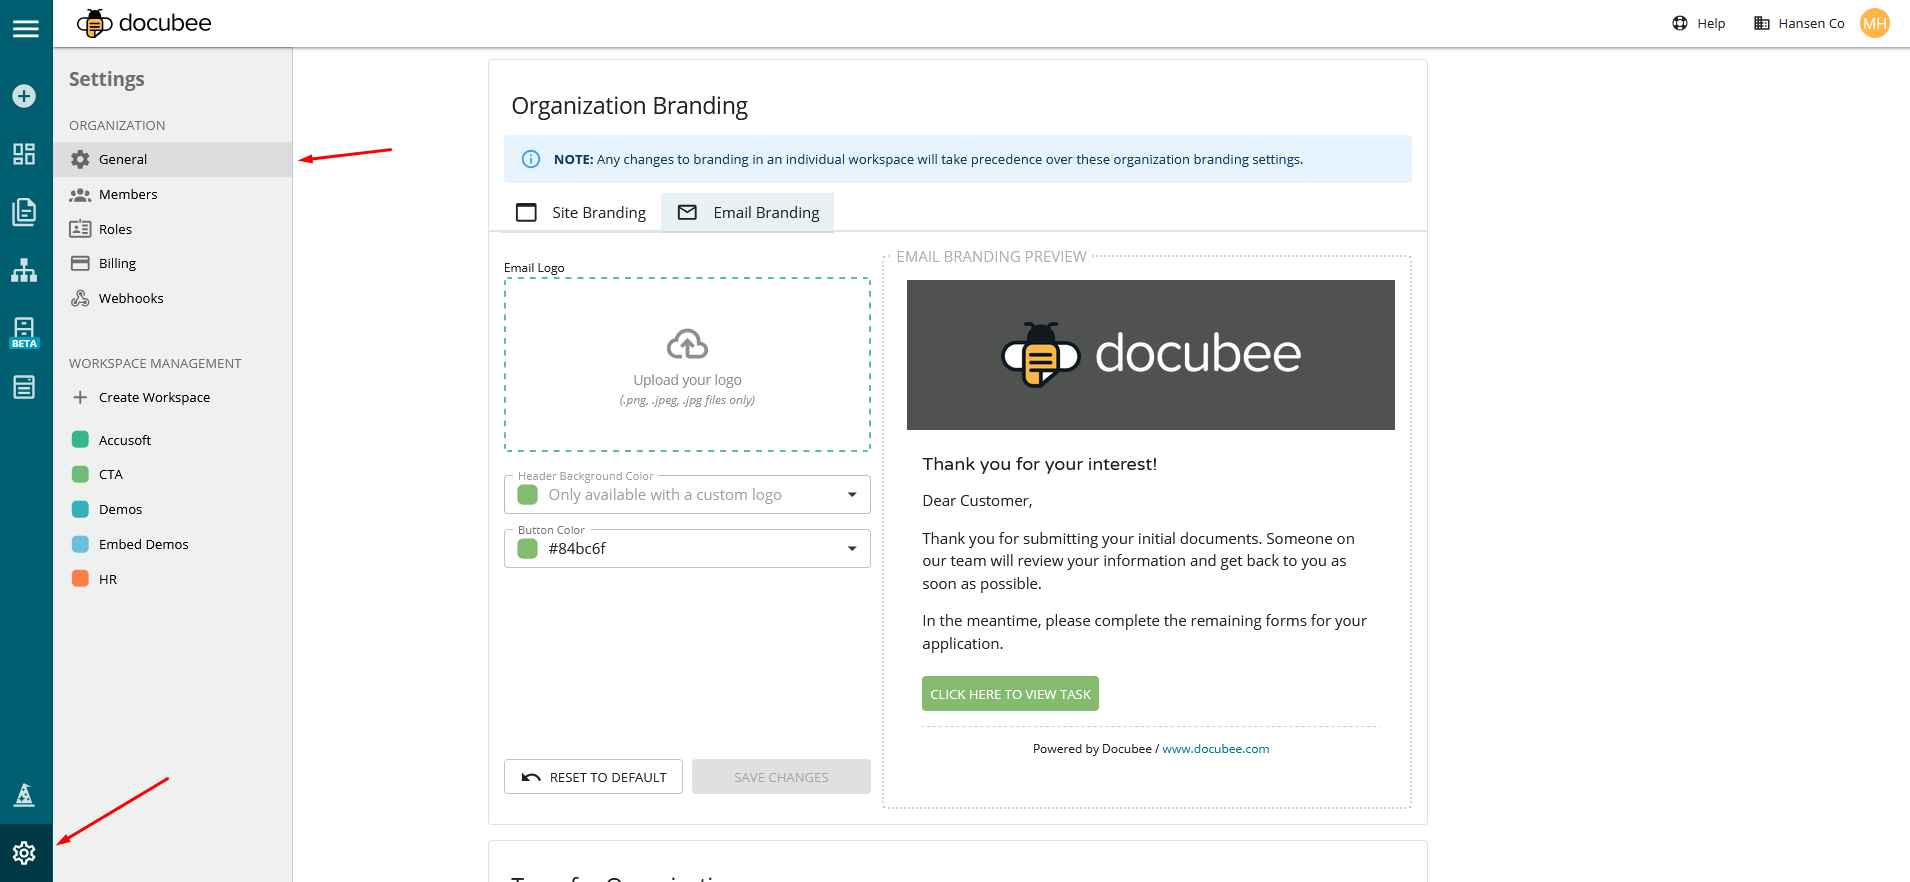 docubee
Help
Hansen Co
MH
Settings
ORGANIZATION
General
Members
Roles
Billing
Webhooks
BETA
WORKSPACE MANAGEMENT
Create Workspace
Accusoft
CTA
Demos
Embed Demos
HR
Organization Branding
NOTE: Any changes to branding in an individual workspace will take precedence over these organization branding settings.
Site Branding
Email Branding
Email Logo
Upload your logo
(.png, .jpeg, .jpg files only)
Header Background Color
Only available with a custom logo
Button Color
#84bc6f
RESET TO DEFAULT
SAVE CHANGES
EMAIL BRANDING PREVIEW
docubee
Thank you for your interest!
Dear Customer,
Thank you for submitting your initial documents. Someone on
our team will review your information and get back to you as
soon as possible.
In the meantime, please complete the remaining forms for your
application.
CLICK HERE TO VIEW TASK
Powered by Docubee / www.docubee.com